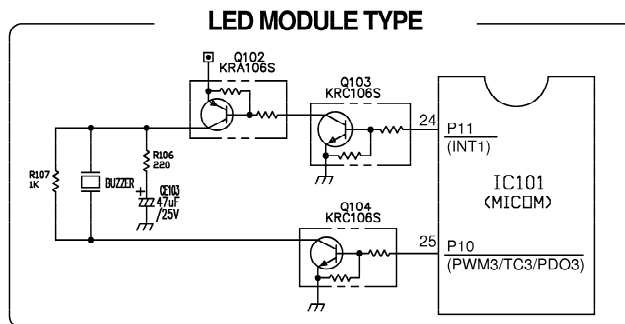 LED MODULE TYPE
Q102
KRA106S
Q103
KRC106S
24
P11
(INT1)
R106
220
R107
1K
BUZZER
+
CE103
47uF
/25V
IC101
(MICOM)
Q104
KRC106S
25
P10
(PWM3/TC3/PDO3)